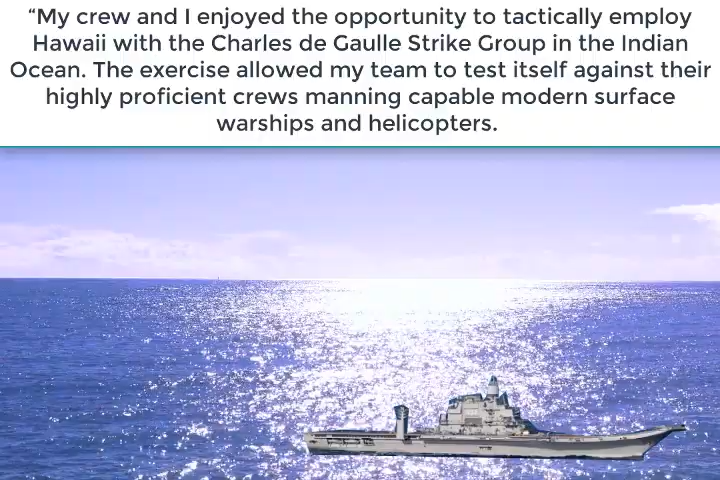 “My crew and I enjoyed the opportunity to tactically employ
Hawaii with the Charles de Gaulle Strike Group in the Indian
Ocean. The exercise allowed my team to test itself against their
highly proficient crews manning capable modern surface
warships and helicopters.